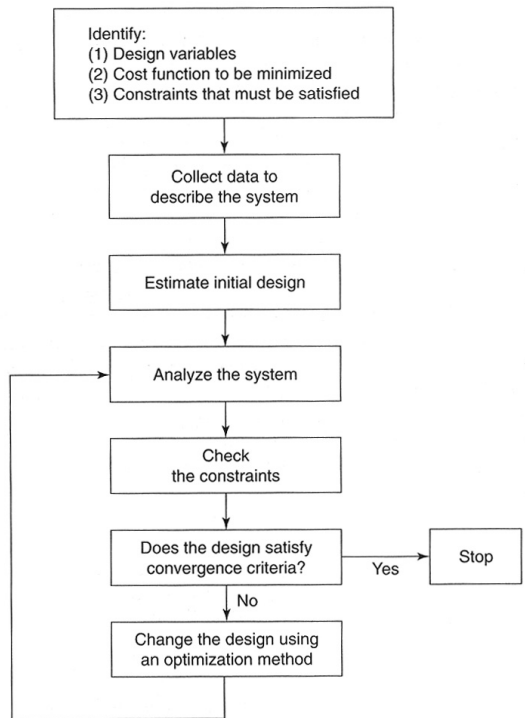 Identify:
(1) Design variables
(2) Cost function to be minimized
(3) Constraints that must be satisfied
Collect data to
describe the system
Estimate initial design
Analyze the system
Check
the constraints
Does the design satisfy
convergence criteria?
Yes
Stop
No
Change the design using
an optimization method